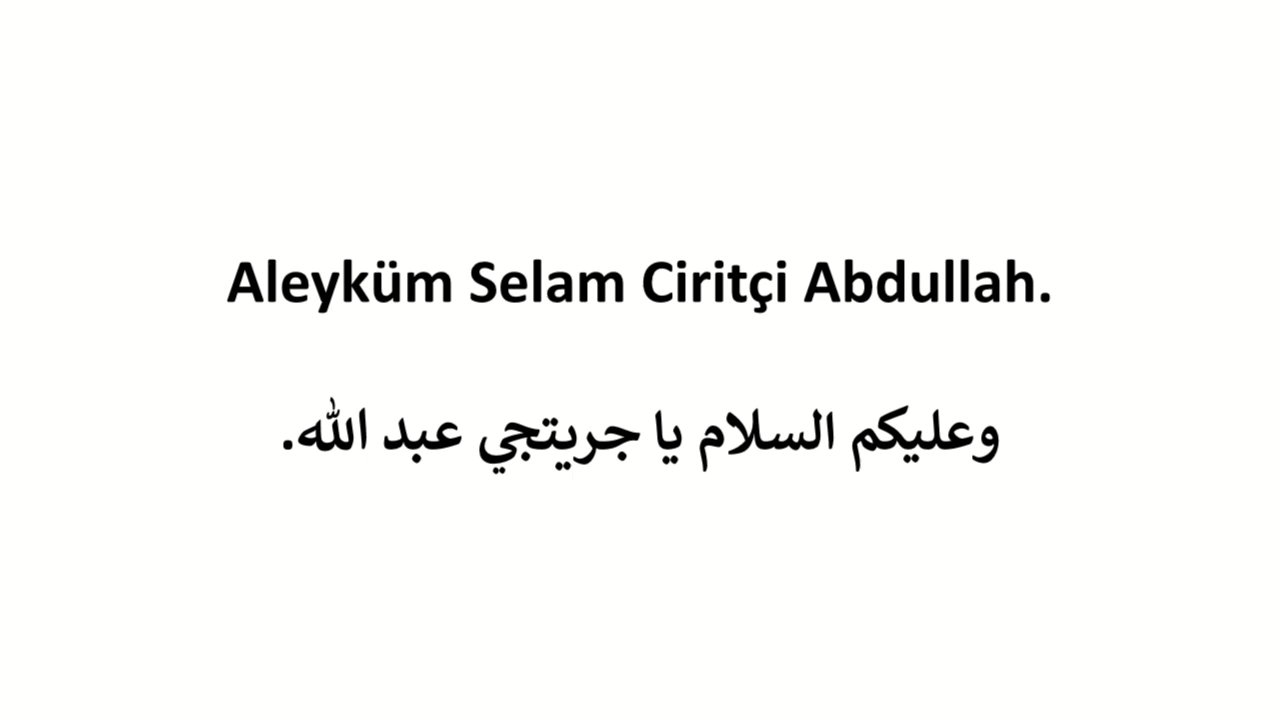 Aleyküm Selam Ciritçi Abdullah.
وعليكم السلام يا جريتجي عبد الله.